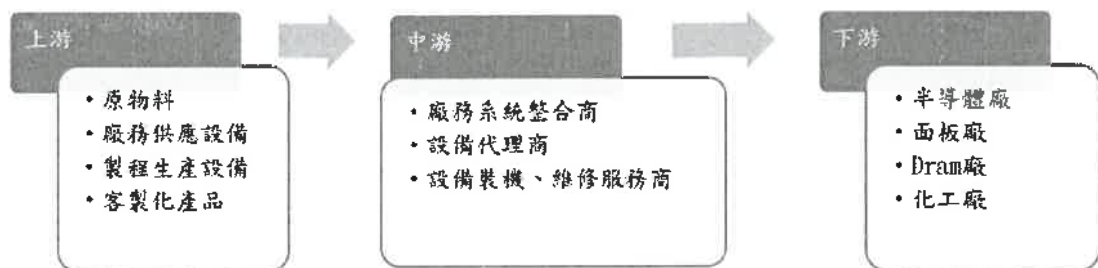 上游
・原物料
・廠務供應設備
・製程生產設備
・客製化產品
中游
・廠務系統整合商
・設備代理商
・設備裝機、維修服務商
下游
・半導體廠
・面板廠
・Dram廠
・化工廠